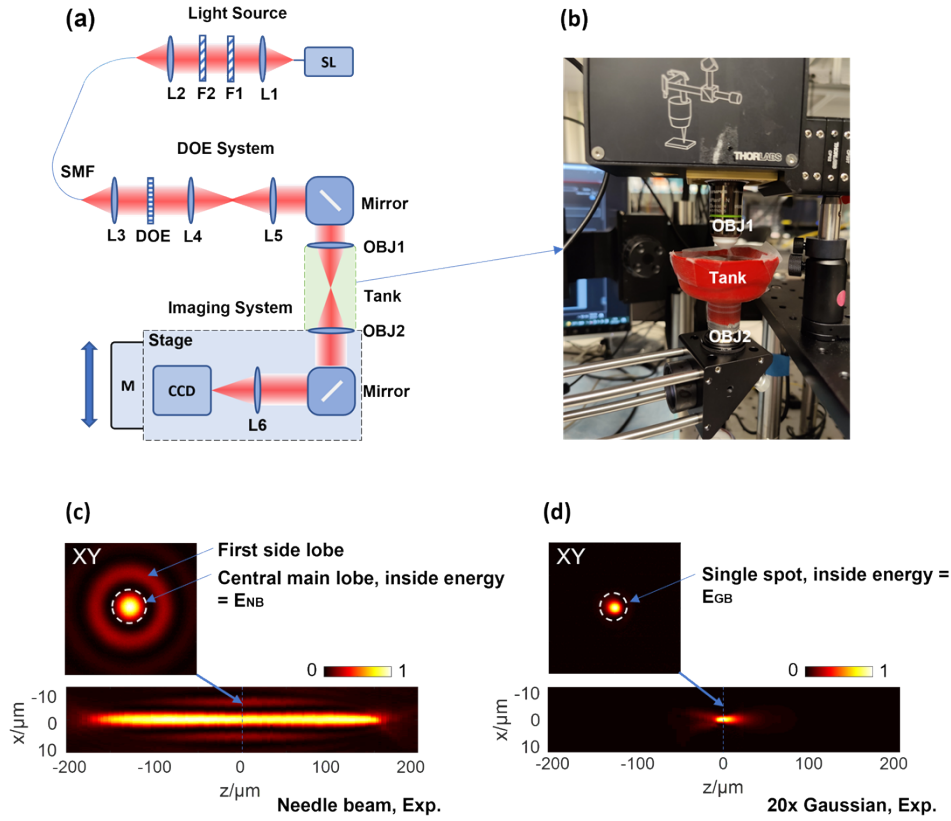 (a)
Light Source
SL
L2 F2 F1 L1
DOE System
SMF
Mirror
L3 DOE L4 L5
OBJ1
Tank
Imaging System
OBJ2
Stage
M
CCD
Mirror
L6
(b)
THORLABS
OBJ1
Tank
OBJ2
(c)
XY
First side lobe
Central main lobe, inside energy
= ENB
0 1
x/μm
-10
0
10
-200 -100 0 100 200
z/μm
Needle beam, Exp.
(d)
XY
Single spot, inside energy =
EGB
0 1
x/μm
-10
0
10
-200 -100 0 100 200
z/μm
20x Gaussian, Exp.